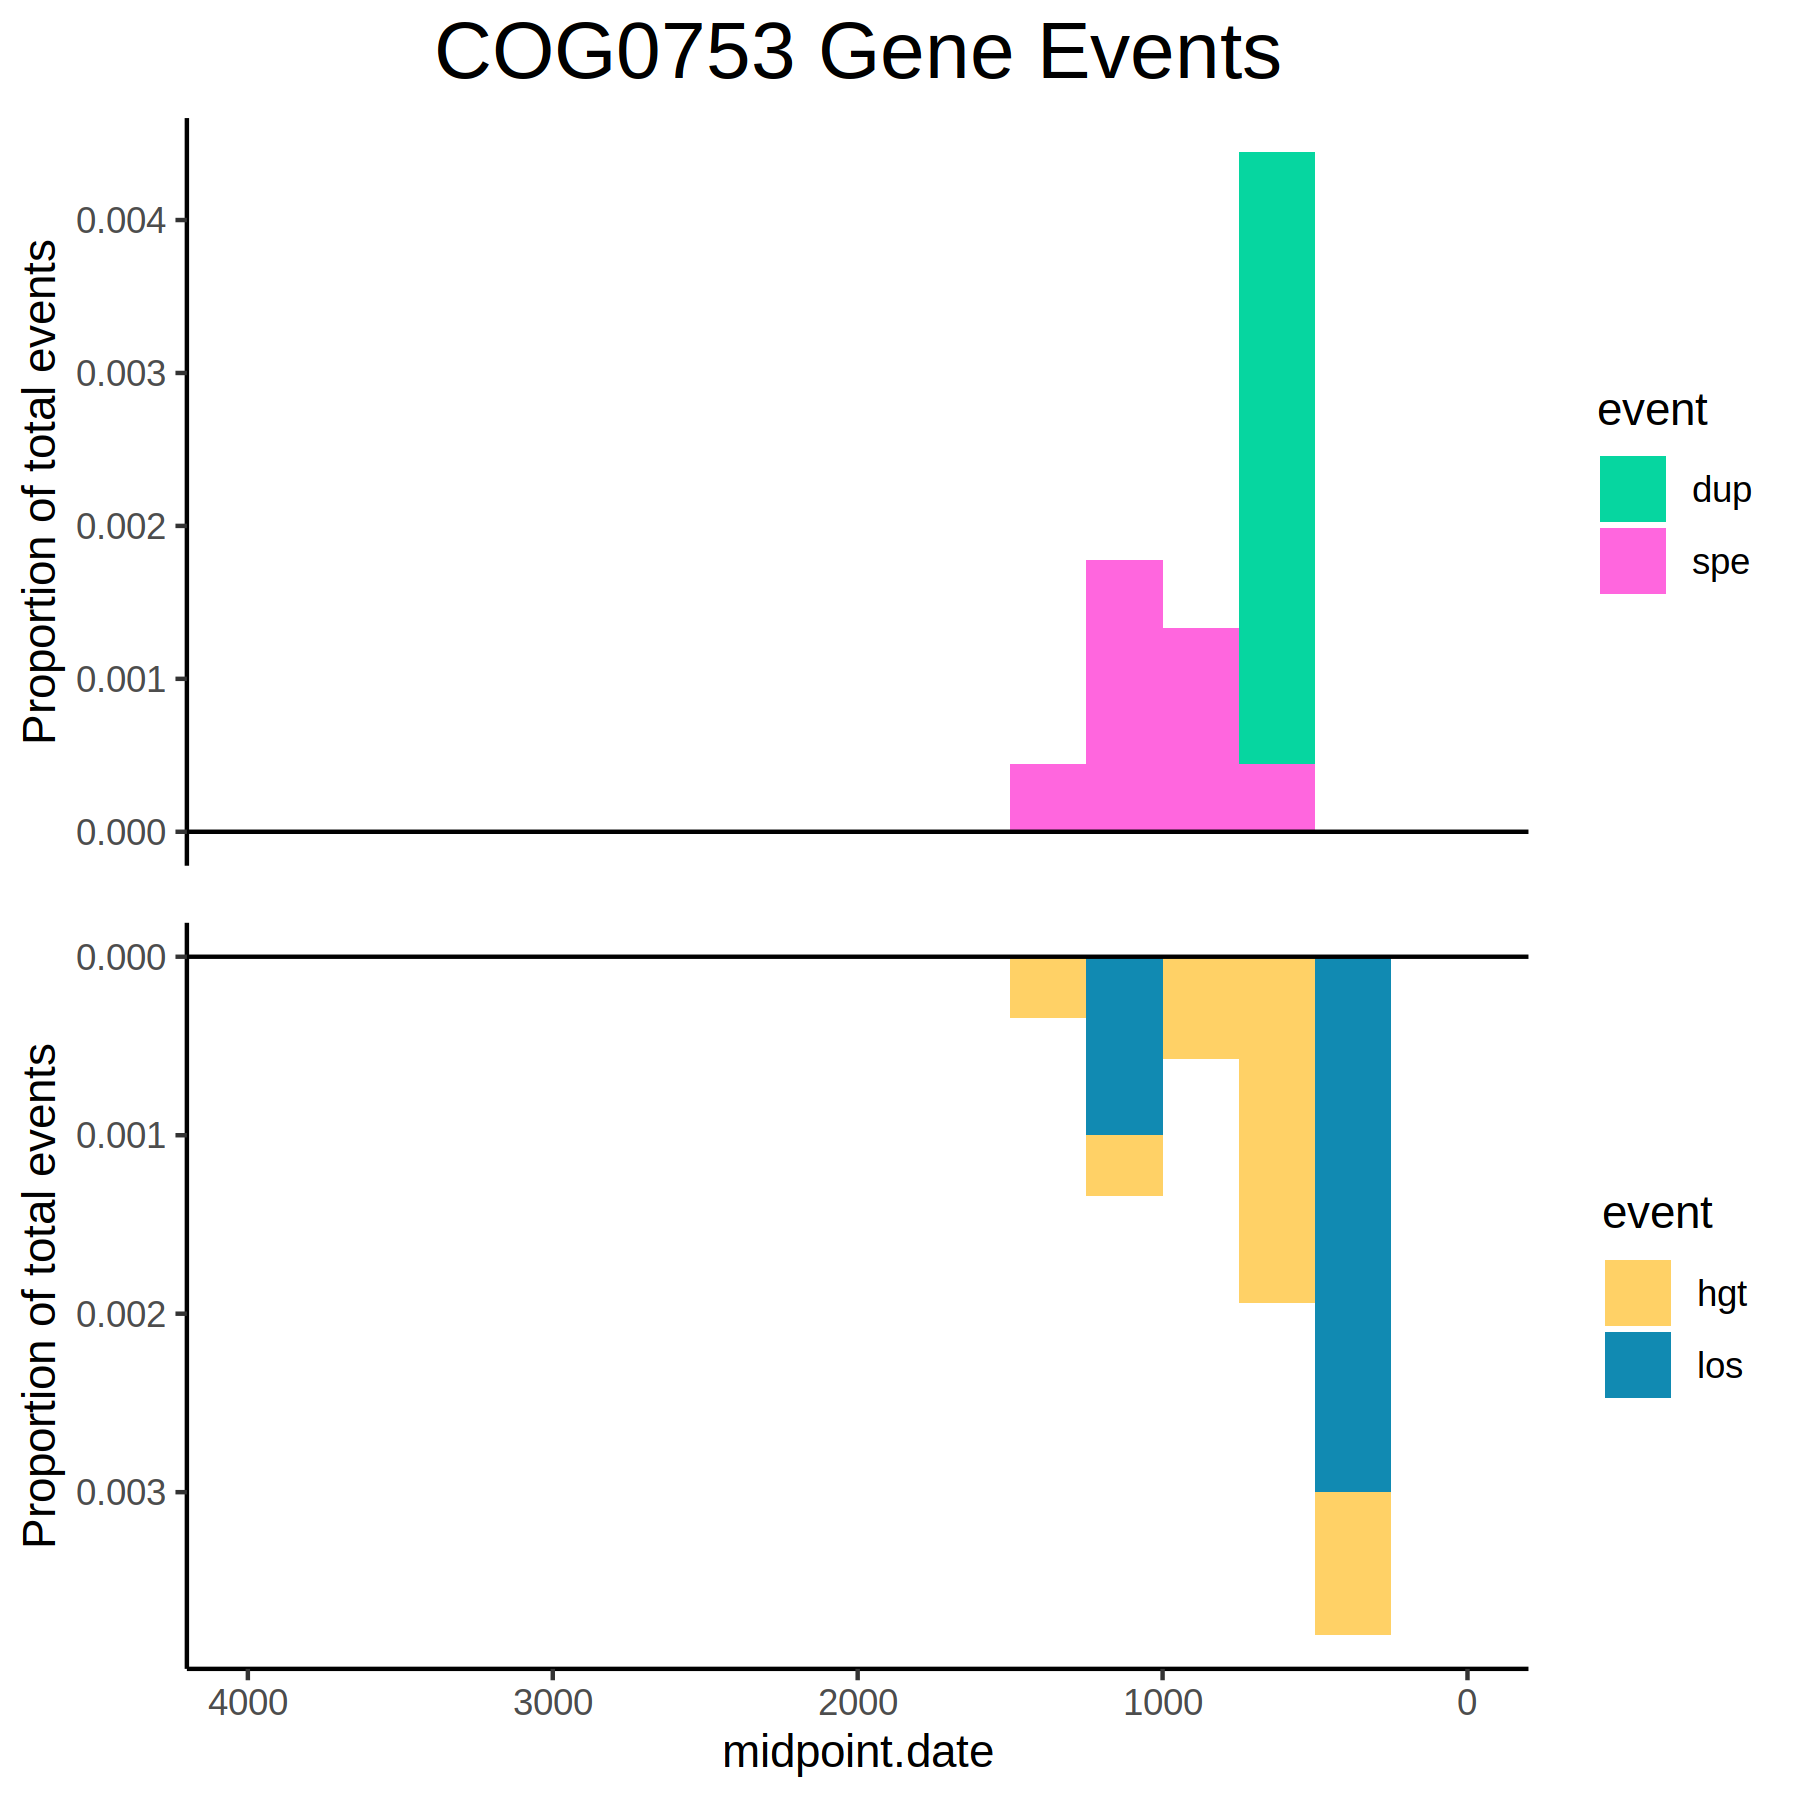 COG0753 Gene Events
Proportion of total events
0.004
0.003
0.002
0.001
0.000
event
dup
spe
Proportion of total events
0.000
0.001
0.002
0.003
event
hgt
los
4000 3000 2000 1000 0
midpoint.date